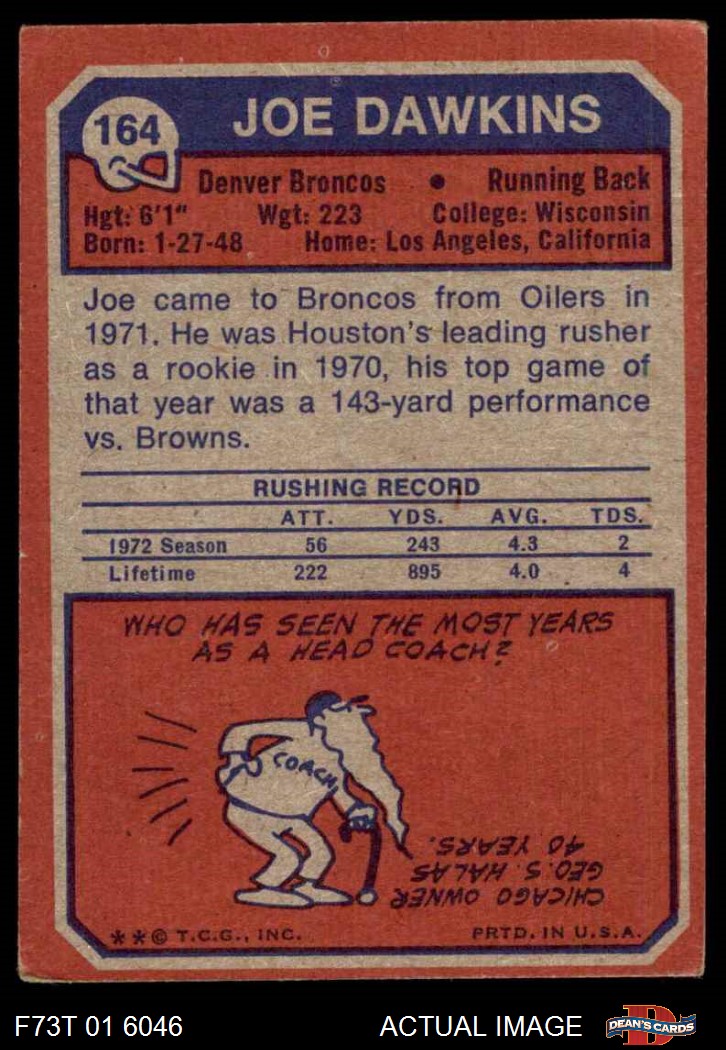 164
JOE DAWKINS
Denver Broncos • Running Back
Hgt: 6'1" Wgt: 223 College: Wisconsin
Born: 1-27-48 Home: Los Angeles, California
Joe came to Broncos from Oilers in
1971. He was Houston's leading rusher
as a rookie in 1970, his top game of
that year was a 143-yard performance
vs. Browns.
RUSHING RECORD
ATT. YDS. AVG. TDS.
1972 Season 56 243 4.3 2
Lifetime 222 895 4.0 4
WHO HAS SEEN THE MOST YEARS
AS A HEAD COACH?
COACH
CHICAGO OWNER
GEO. S. HALAS
40 YEARS.
**© T.C.G., INC. PRTD. IN U.S.A.
F73T 01 6046 ACTUAL IMAGE D DEAN'S CARDS